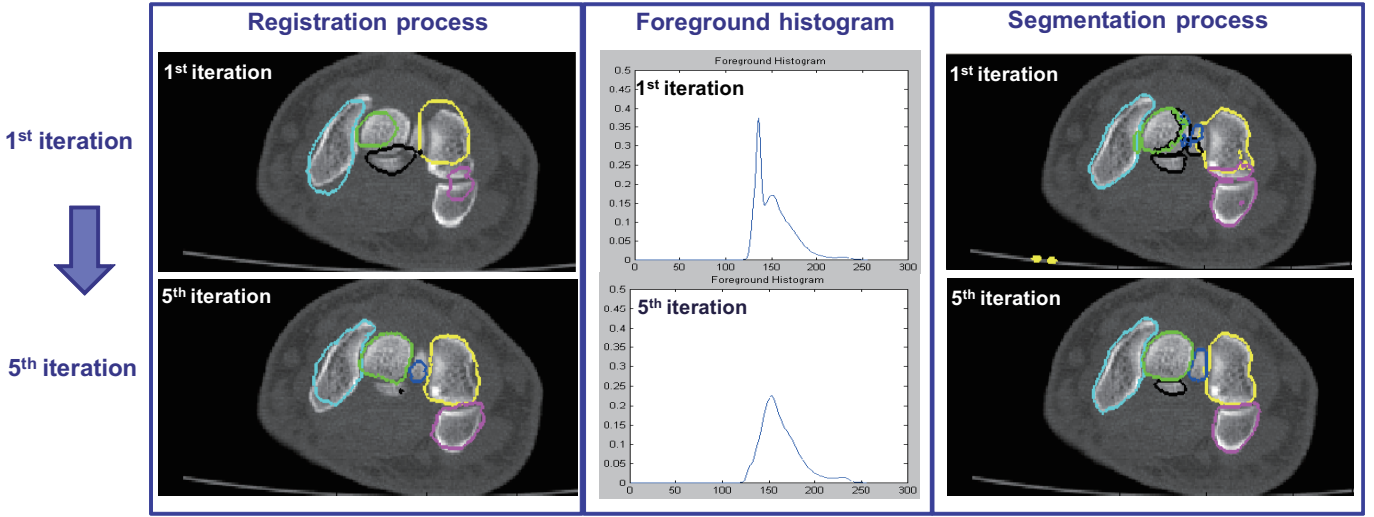 Registration process
Foreground histogram
Segmentation process
1st iteration
5th iteration
1st iteration
Foreground Histogram
0.5
0.45
0.4
0.35
0.3
0.25
0.2
0.15
0.1
0.05
0
0 50 100 150 200 250 300
1st iteration
1st iteration
5th iteration
Foreground Histogram
0.5
0.45
0.4
0.35
0.3
0.25
0.2
0.15
0.1
0.05
0
0 50 100 150 200 250 300
5th iteration
5th iteration